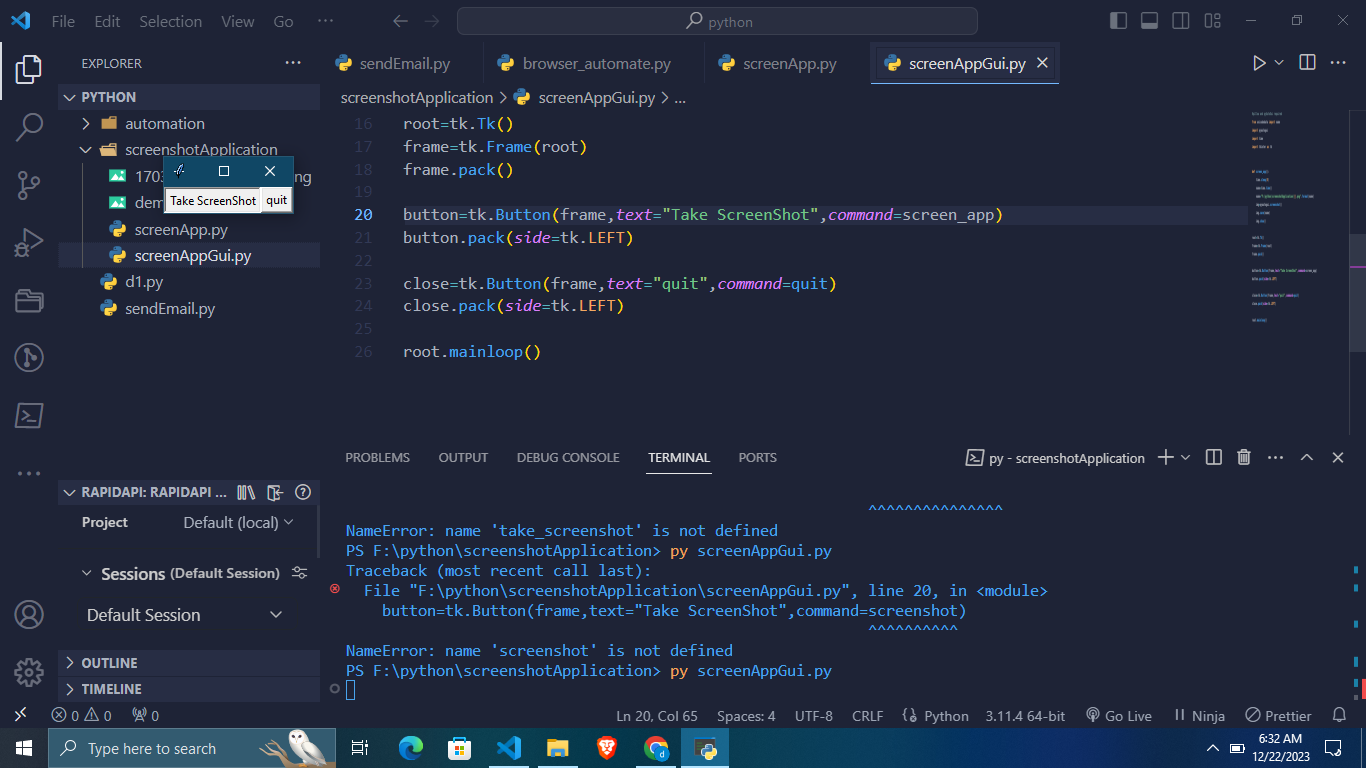 File Edit Selection View Go ··· python
EXPLORER ···
PYTHON
automation
screenshotApplication
1703 ng
dem
screenApp.py
screenAppGui.py
d1.py
sendEmail.py
Take ScreenShot quit
RAPIDAPI: RAPIDAPI ...
Project Default (local)
Sessions (Default Session)
Default Session
OUTLINE
TIMELINE
sendEmail.py browser_automate.py screenApp.py screenAppGui.py
screenshotApplication > screenAppGui.py > ...
16 root=tk.Tk()
17 frame=tk.Frame(root)
18 frame.pack()
19
20 button=tk.Button(frame,text="Take ScreenShot",command=screen_app)
21 button.pack(side=tk.LEFT)
22
23 close=tk.Button(frame,text="quit",command=quit)
24 close.pack(side=tk.LEFT)
25
26 root.mainloop()
PROBLEMS OUTPUT DEBUG CONSOLE TERMINAL PORTS py - screenshotApplication
^^^^^^^^^^^^^^^
NameError: name 'take_screenshot' is not defined
PS F:\python\screenshotApplication> py screenAppGui.py
Traceback (most recent call last):
File "F:\python\screenshotApplication\screenAppGui.py", line 20, in <module>
button=tk.Button(frame,text="Take ScreenShot",command=screenshot)
^^^^^^^^^^
NameError: name 'screenshot' is not defined
PS F:\python\screenshotApplication> py screenAppGui.py
0 0 0 Ln 20, Col 65 Spaces: 4 UTF-8 CRLF Python 3.11.4 64-bit Go Live Ninja Prettier
Type here to search
6:32 AM
12/22/2023